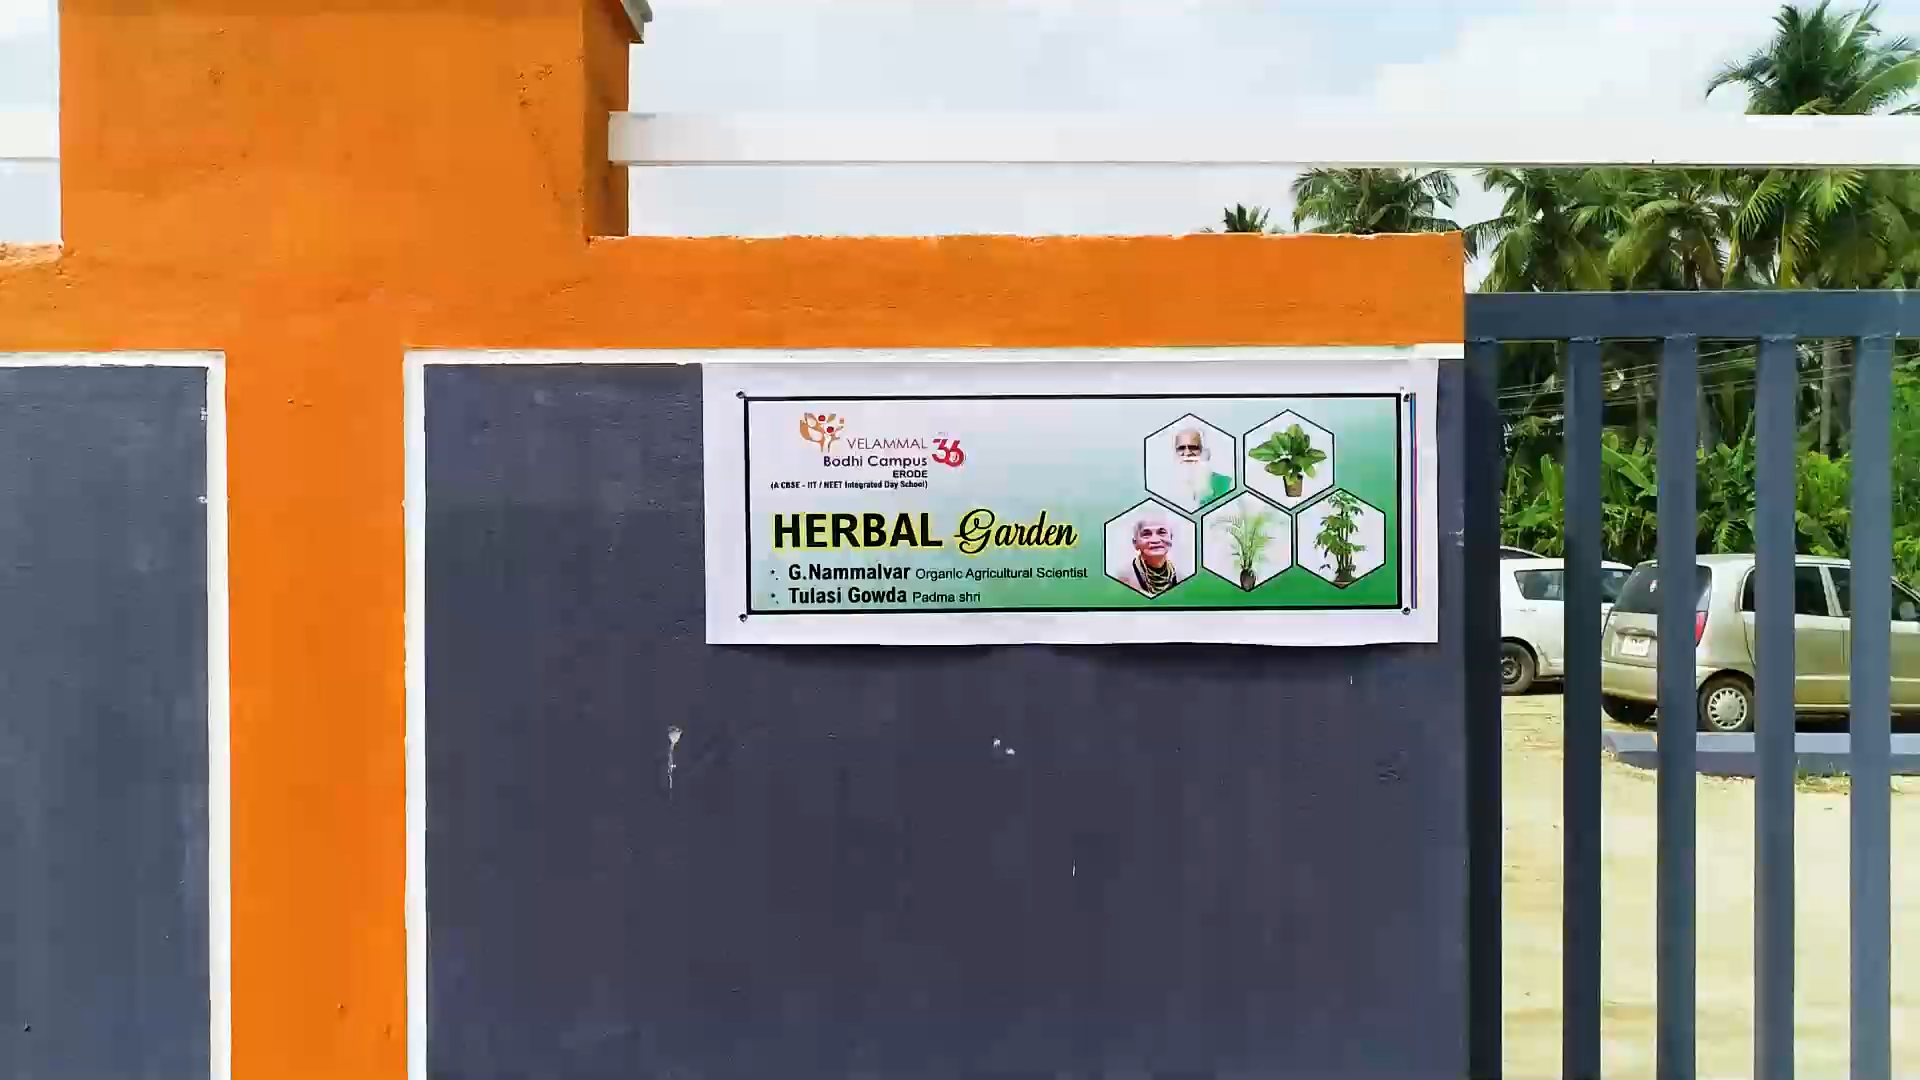 VELAMMAL
Bodhi Campus
36
ERODE
(A CBSE - IIT / NEET Integrated Day School)
HERBAL Garden
*. G.Nammalvar Organic Agricultural Scientist
*. Tulasi Gowda Padma shri